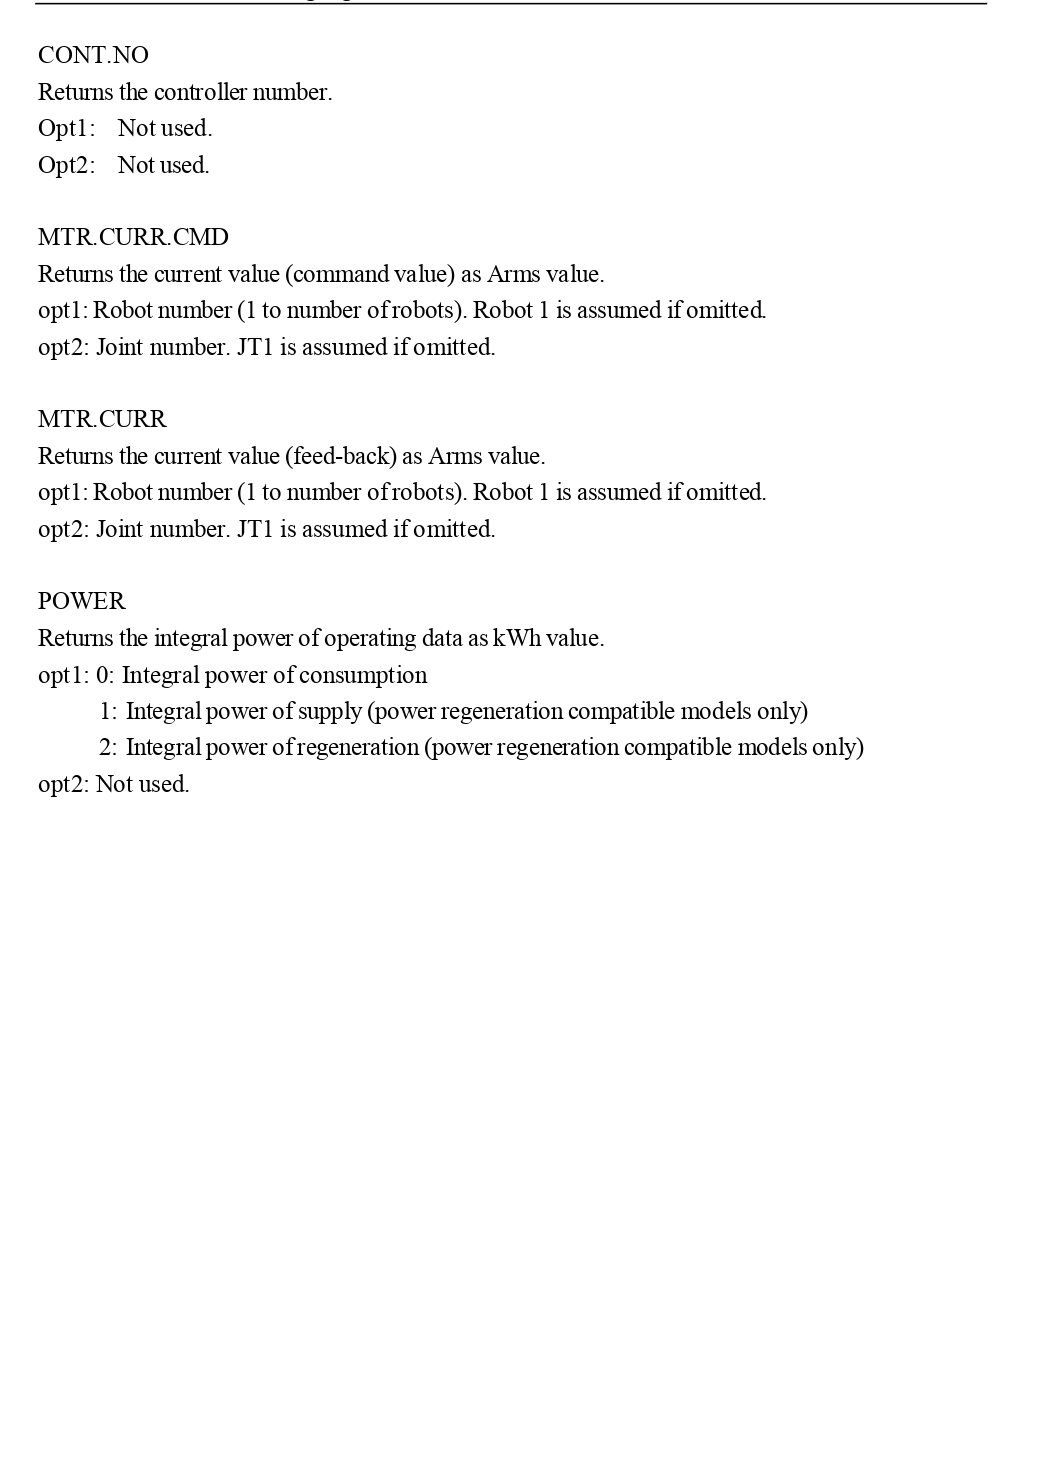 CONT.NO
Returns the controller number.
Opt1: Not used.
Opt2: Not used.
MTR.CURR.CMD
Returns the current value (command value) as Arms value.
opt1: Robot number (1 to number of robots). Robot 1 is assumed if omitted.
opt2: Joint number. JT1 is assumed if omitted.
MTR.CURR
Returns the current value (feed-back) as Arms value.
opt1: Robot number (1 to number of robots). Robot 1 is assumed if omitted.
opt2: Joint number. JT1 is assumed if omitted.
POWER
Returns the integral power of operating data as kWh value.
opt1: 0: Integral power of consumption
1: Integral power of supply (power regeneration compatible models only)
2: Integral power of regeneration (power regeneration compatible models only)
opt2: Not used.